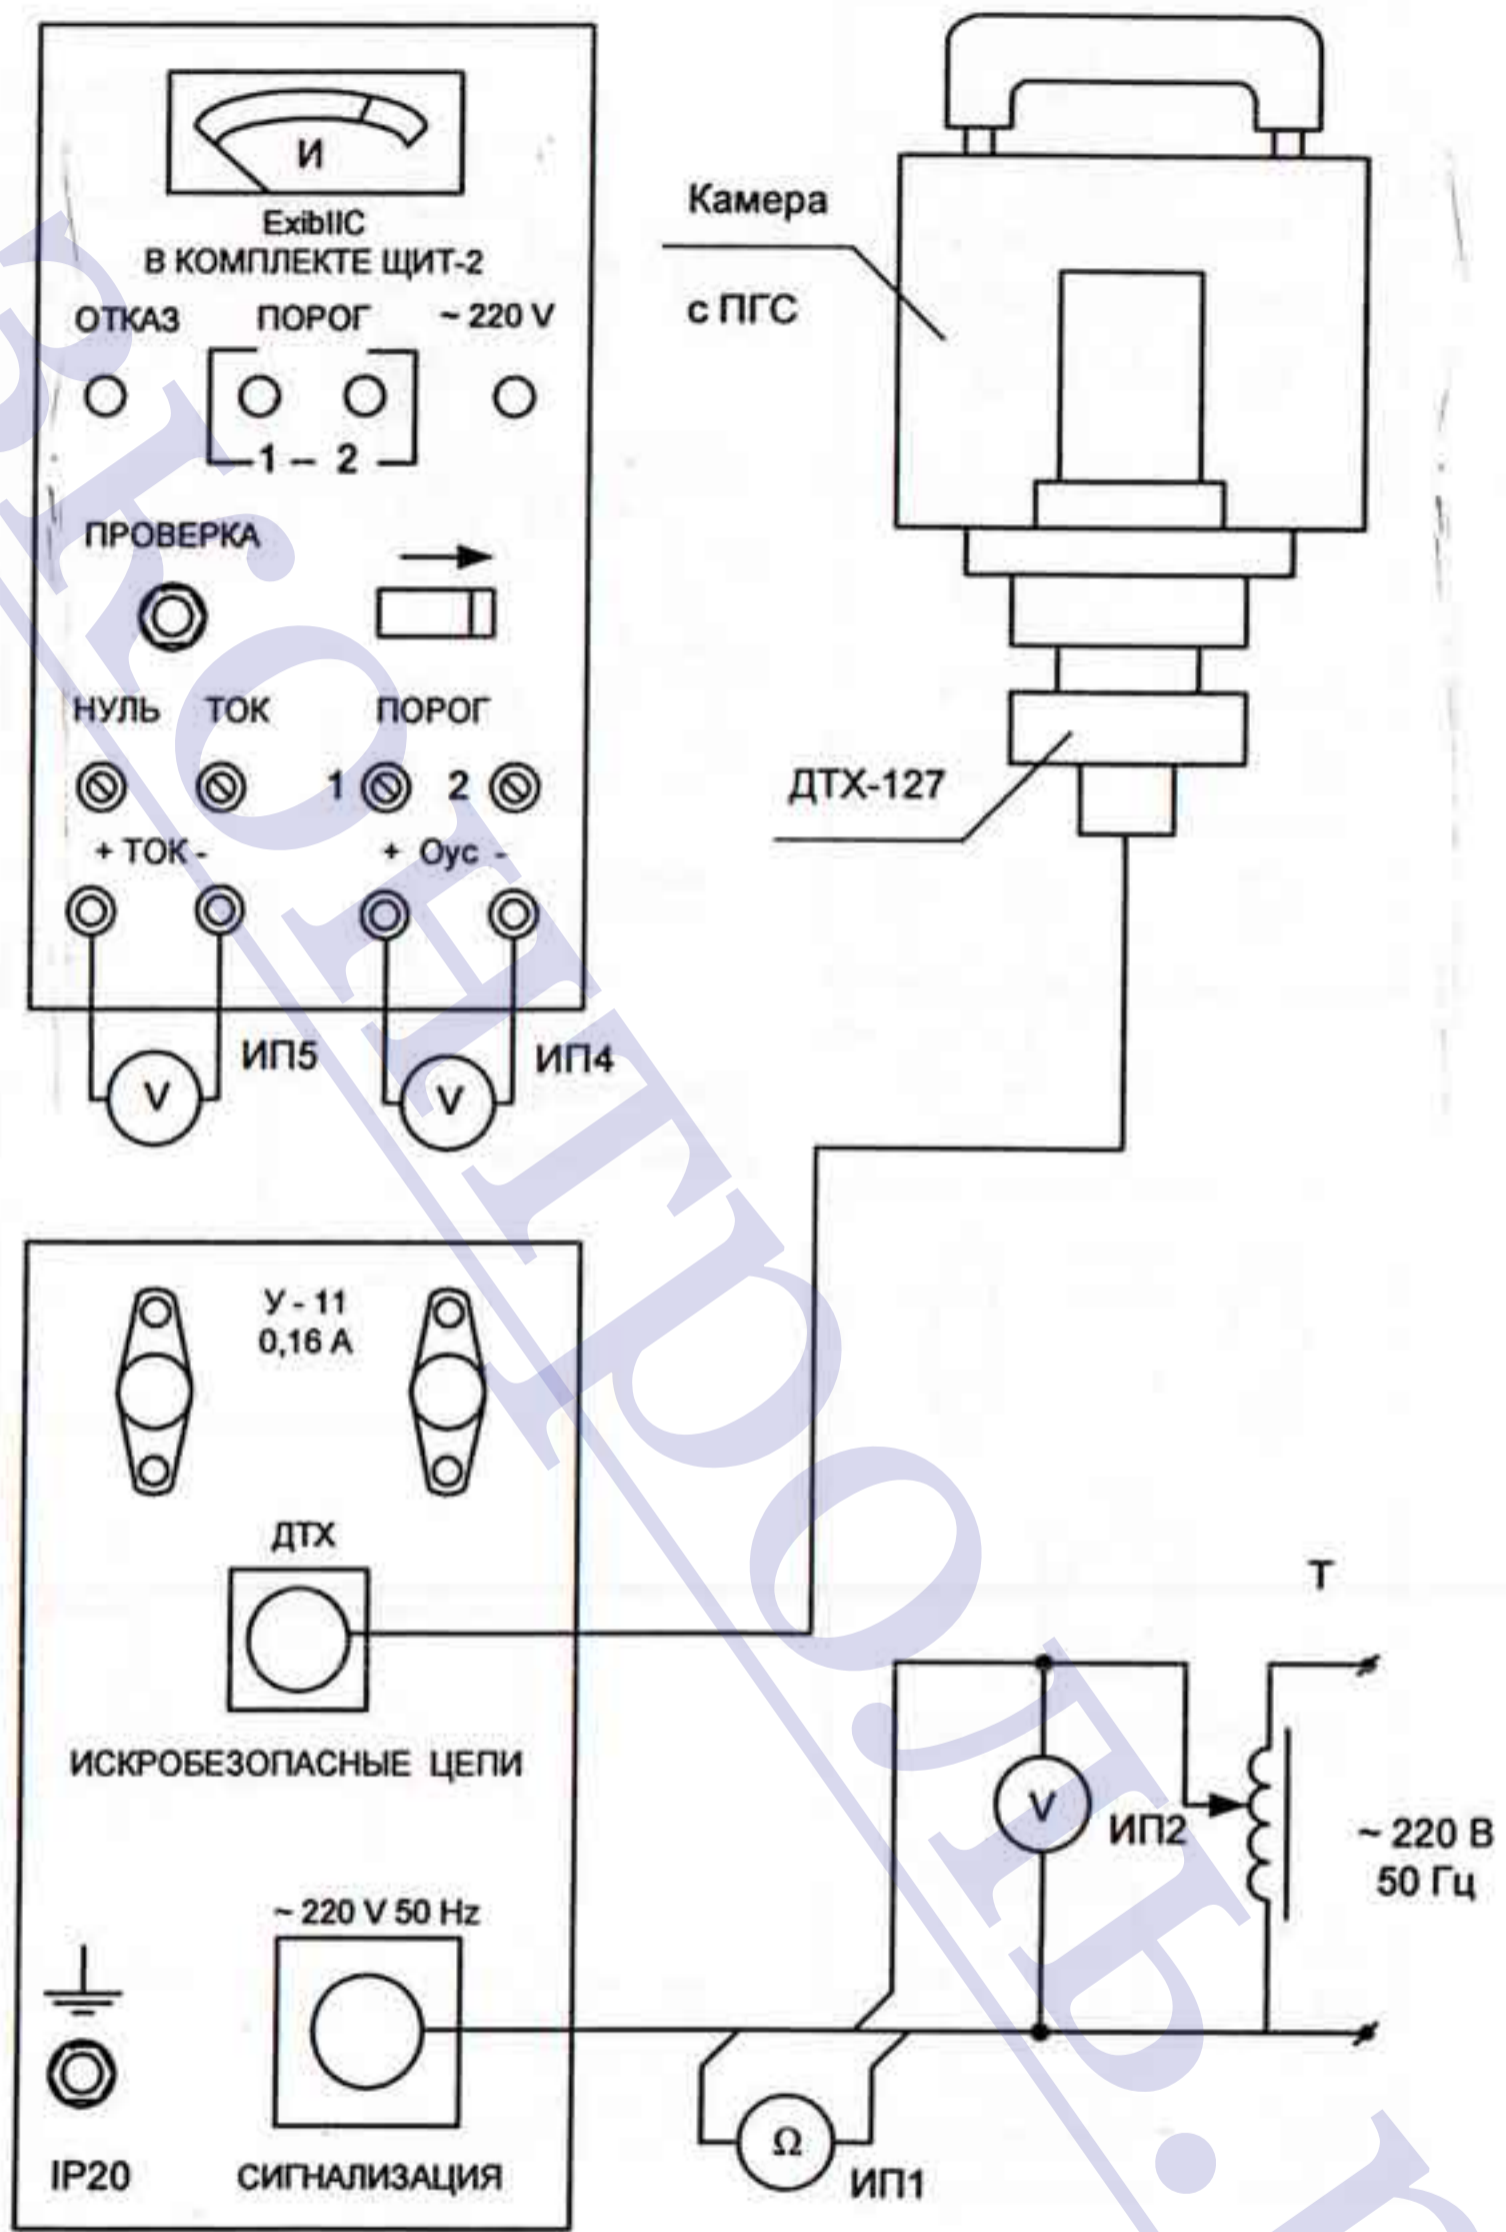 И
ExibIIC
В КОМПЛЕКТЕ ЩИТ-2
ОТКАЗ ПОРОГ ~ 220 V
1 – 2
ПРОВЕРКА
НУЛЬ ТОК ПОРОГ
1 2
+ ТОК - + Оус -
ИП5 ИП4
V V
Камера
с ПГС
ДТХ-127
У - 11
0,16 А
ДТХ
ИСКРОБЕЗОПАСНЫЕ ЦЕПИ
~ 220 V 50 Hz
IP20 СИГНАЛИЗАЦИЯ
Т
V ИП2
~ 220 В
50 Гц
Ω
ИП1